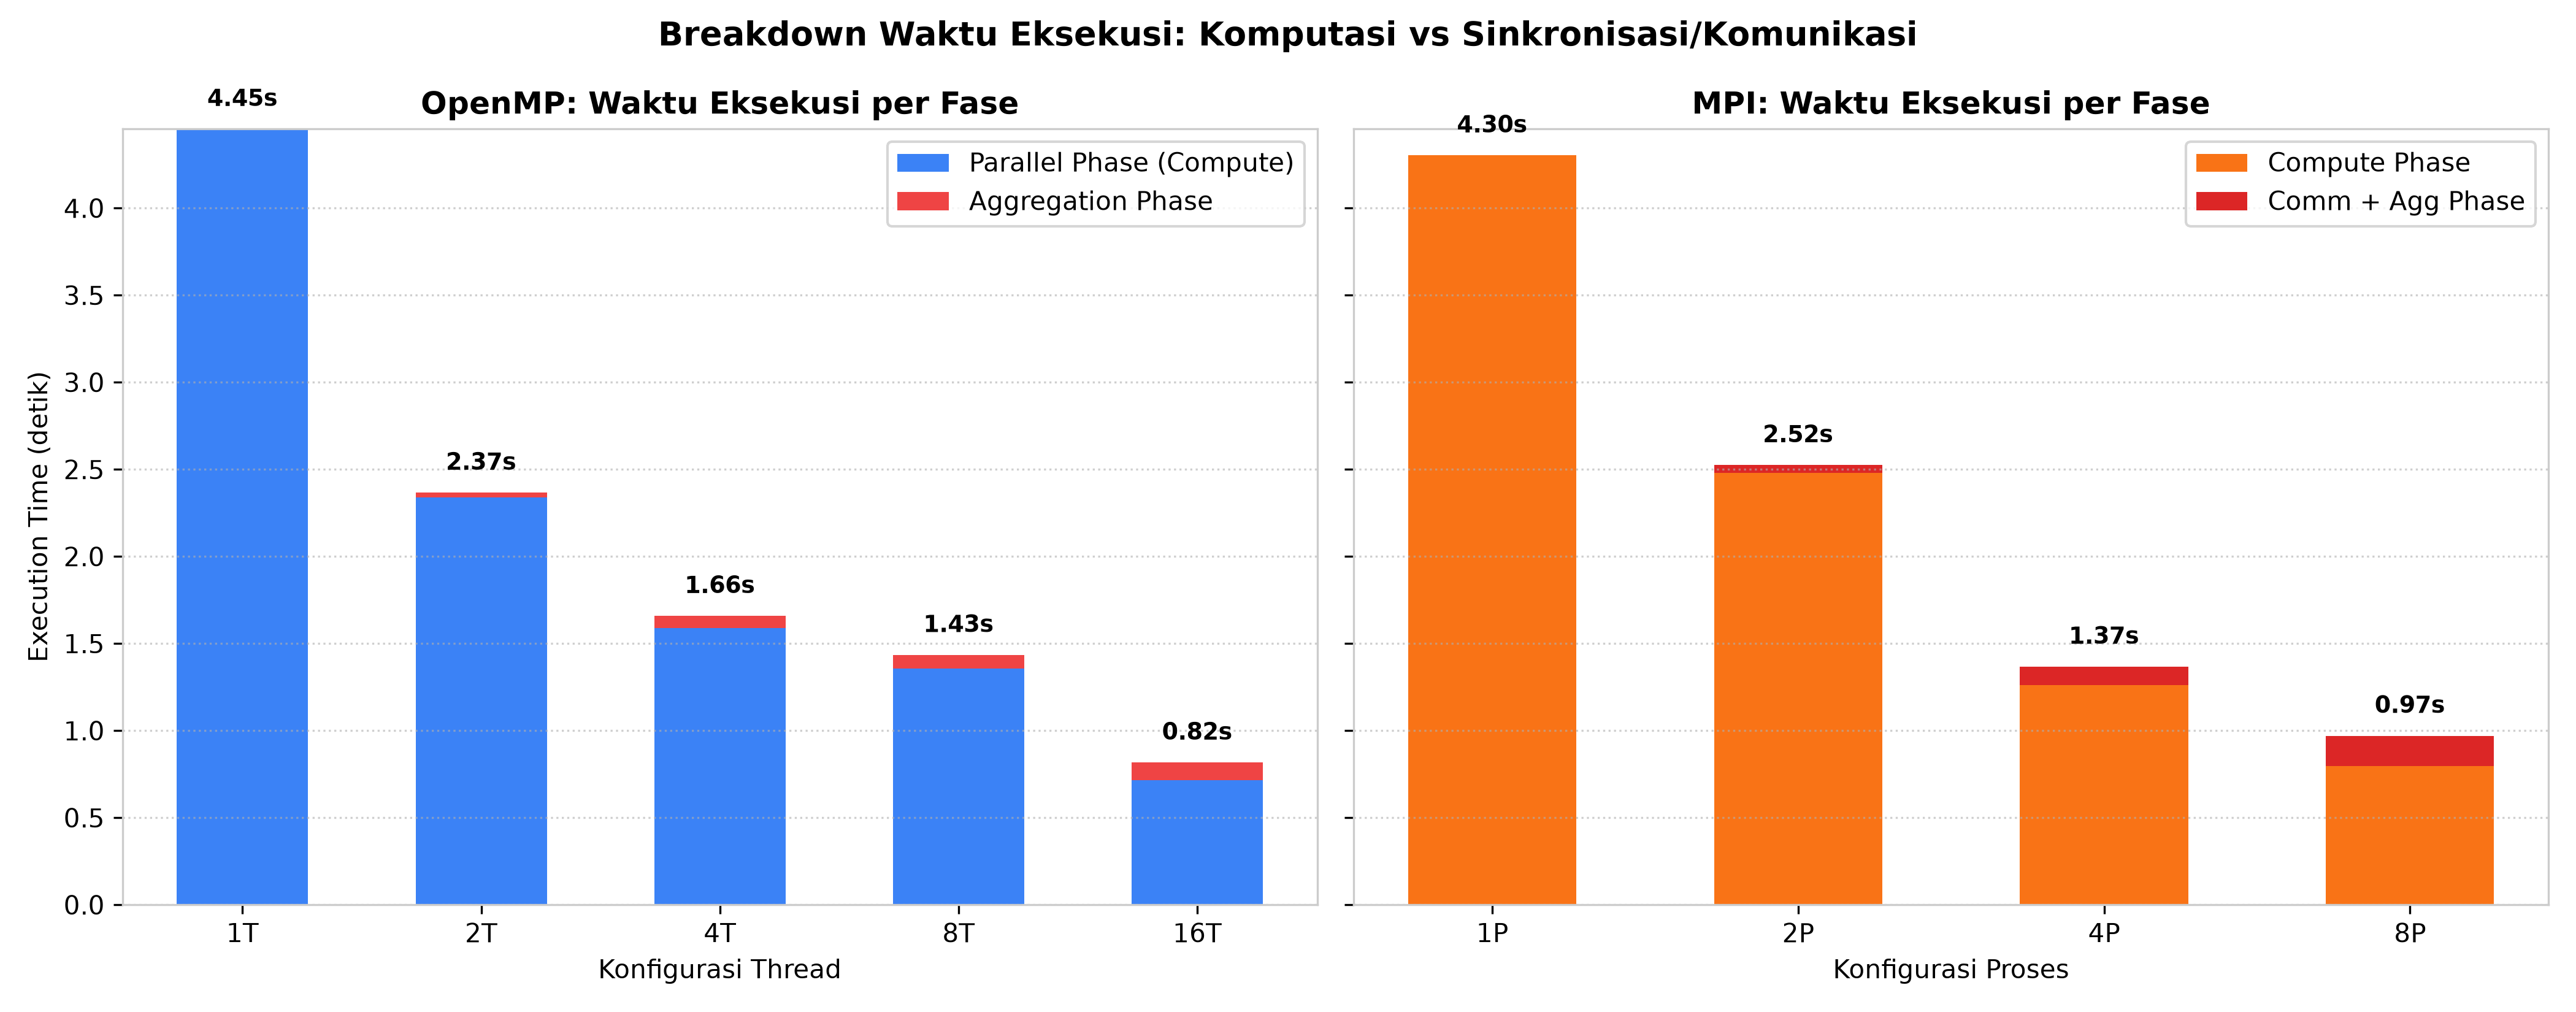 Breakdown Waktu Eksekusi: Komputasi vs Sinkronisasi/Komunikasi
OpenMP: Waktu Eksekusi per Fase
4.45s
Parallel Phase (Compute)
Aggregation Phase
4.0
3.5
3.0
2.5
2.0
1.5
1.0
0.5
0.0
Execution Time (detik)
2.37s
1.66s
1.43s
0.82s
1T
2T
4T
8T
16T
Konfigurasi Thread
MPI: Waktu Eksekusi per Fase
4.30s
Compute Phase
Comm + Agg Phase
2.52s
1.37s
0.97s
1P
2P
4P
8P
Konfigurasi Proses